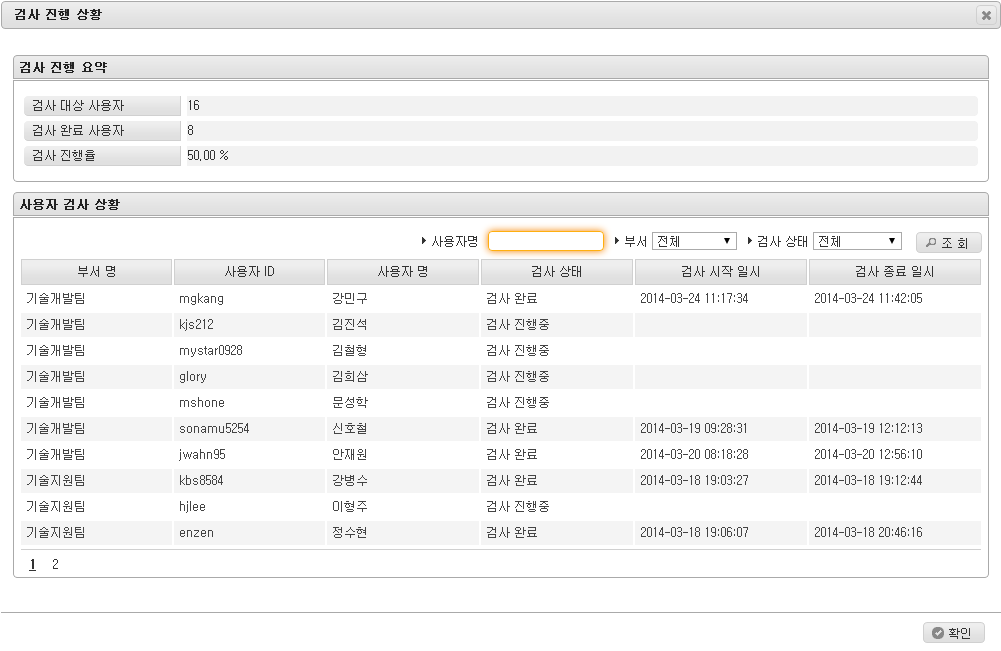 검사 진행 상황
검사 진행 요약
검사 대상 사용자 16
검사 완료 사용자 8
검사 진행율 50,00 %
사용자 검사 상황
사용자명 부서 전체 검사 상태 전체 조 회
부서 명 사용자 ID 사용자 명 검사 상태 검사 시작 일시 검사 종료 일시
기술개발팀 mgkang 강민구 검사 완료 2014-03-24 11:17:34 2014-03-24 11:42:05
기술개발팀 kjs212 김진석 검사 진행중
기술개발팀 mystar0928 김철형 검사 진행중
기술개발팀 glory 김희삼 검사 진행중
기술개발팀 mshone 문성학 검사 진행중
기술개발팀 sonamu5254 신호철 검사 완료 2014-03-19 09:28:31 2014-03-19 12:12:13
기술개발팀 jwahn95 안재원 검사 완료 2014-03-20 08:18:28 2014-03-20 12:56:10
기술지원팀 kbs8584 강병수 검사 완료 2014-03-18 19:03:27 2014-03-18 19:12:44
기술지원팀 hjlee 이형주 검사 진행중
기술지원팀 enzen 정수현 검사 완료 2014-03-18 19:06:07 2014-03-18 20:46:16
1 2
확인